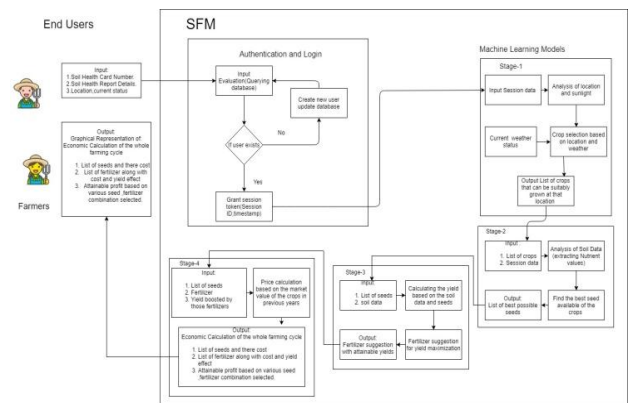 End Users
SFM
Input
1.Soil Health Card Number.
2.Soil Health Report Details.
3.Location,current status
Output:
Graphical Representation of
Economic Calculation of the whole
farming cycle
1. List of seeds and there cost
2. List of fertilizer along with
cost and yield effect
3. Attainable profit based on
various seed ,fertilizer
combination selected.
Farmers
Authentication and Login
Input
Evaluation(Querying
database)
Create new user
update database
No
If user exists
Yes
Grant session
token(Session
ID,timestamp)
Machine Learning Models
Stage-1
Input Session data
Analysis of location
and sunlight
Current weather
status
Crop selection based
on location and
weather
Output List of crops
that can be suitably
grown at that
location
Stage-2
Input
1. List of crops
2. Session data
Analysis of Soil Data
(extracting Nutrient
values)
Output
List of best possible
seeds
Find the best seed
available of the
crops
Stage-3
Input:
1. List of seeds
2. soil data
Calculating the yield
based on the soil
data and seeds
Output:
Fertilizer suggestion
with attainable yields
Fertilizer suggestion
for yield maximization
Stage-4
Input:
1. List of seeds
2. Fertilizer
3. Yield boosted by
those fertilizers
Price calculation
based on the market
value of the crops in
previous years
Output:
Economic Calculation of the whole farming cycle
1. List of seeds and there cost
2. List of fertilizer along with cost and yield
effect
3. Attainable profit based on various seed
,fertilizer combination selected.